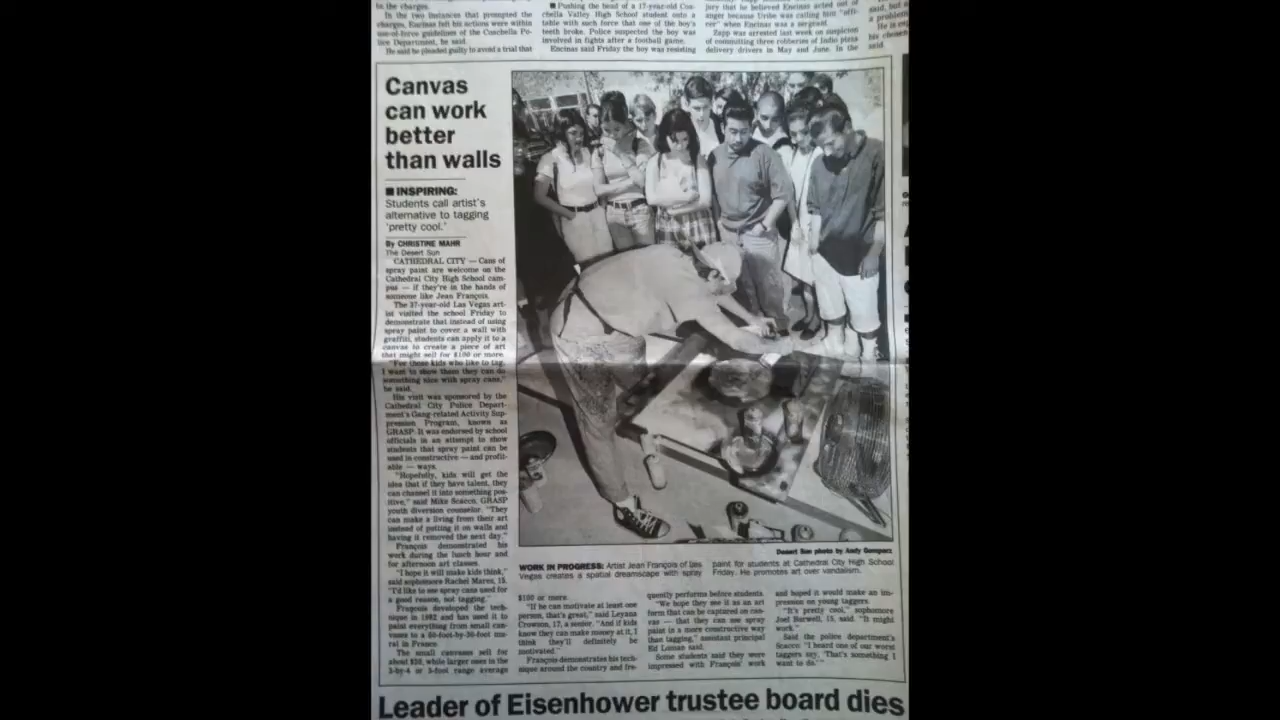 In the two instances that prompted the
charges, Encinas felt his actions were within
use-of-force guidelines of the Coachella Po-
lice Department, he said.
He said he pleaded guilty to avoid a trial that
■ Pushing the head of a 17-year-old Coa-
chella Valley High School student onto a
table with such force that one of the boy's
teeth broke. Police suspected the boy was
involved in fights after a football game.
Encinas said Friday the boy was resisting
jury that he believed Encinas acted out of
anger because Uribe was calling him "offi-
cer" when Encinas was a sergeant.
Zapp was arrested last week on suspicion
of committing three robberies of Indio pizza
delivery drivers in May and June. In the
said, but
a problem
He is
his chosen
said.
Canvas
can work
better
than walls
■ INSPIRING:
Students call artist's
alternative to tagging
'pretty cool.'
By CHRISTINE MAHR
The Desert Sun
CATHEDRAL CITY — Cans of
spray paint are welcome on the
Cathedral City High School cam-
pus — if they're in the hands of
someone like Jean François.
The 37-year-old Las Vegas art-
ist visited the school Friday to
demonstrate that instead of using
spray paint to cover a wall with
graffiti, students can apply it to a
canvas to create a piece of art
that might sell for $100 or more.
"For those kids who like to tag,
I want to show them they can do
something nice with spray cans,"
he said.
His visit was sponsored by the
Cathedral City Police Depart-
ment's Gang-related Activity Sup-
pression Program, known as
GRASP. It was endorsed by school
officials in an attempt to show
students that spray paint can be
used in constructive — and profit-
able — ways.
"Hopefully, kids will get the
idea that if they have talent, they
can channel it into something pos-
itive," said Mike Scacco, GRASP
youth diversion counselor. "They
can make a living from their art
instead of putting it on walls and
having it removed the next day."
François demonstrated his
work during the lunch hour and
for afternoon art classes.
"I hope it will make kids think,"
said sophomore Rachel Mares, 15.
"I'd like to see spray cans used for
a good reason, not tagging."
François developed the tech-
nique in 1982 and has used it to
paint everything from small can-
vases to a 60-foot-by-30-foot mu-
ral in France.
The small canvases sell for
about $20, while larger ones in the
3-by-4 or 5-foot range average
Desert Sun photo by Andy
WORK IN PROGRESS: Artist Jean François of Las
Vegas creates a spatial dreamscape with spray
paint for students at Cathedral City High School
Friday. He promotes art over vandalism.
$100 or more.
"If he can motivate at least one
person, that's great," said Leyana
Crowson, 17, a senior. "And if kids
know they can make money at it, I
think they'll definitely be
motivated."
François demonstrates his tech-
nique around the country and fre-
quently performs before students.
"We hope they see it as an art
form that can be captured on can-
vas — that they can use spray
paint in a more constructive way
than tagging," assistant principal
Ed Loman said.
Some students said they were
impressed with François' work
and hoped it would make an im-
pression on young taggers.
"It's pretty cool," sophomore
Joel Burwell, 15, said. "It might
work."
Said the police department's
Scacco: "I heard one of our worst
taggers say, 'That's something I
want to do.'"
Leader of Eisenhower trustee board dies